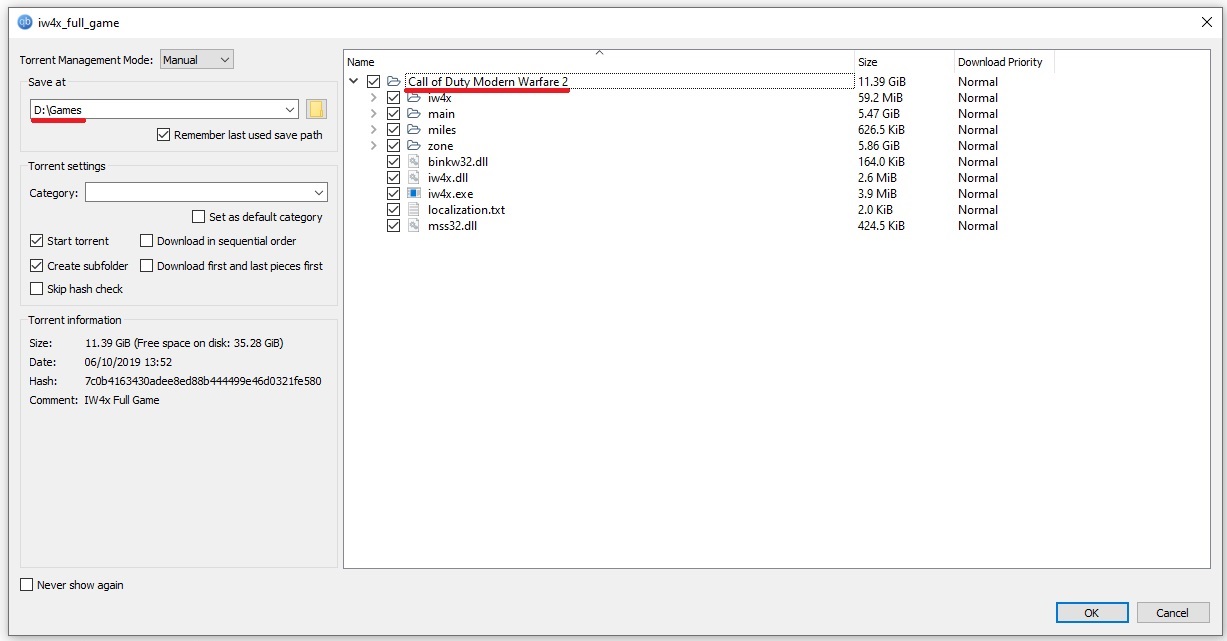 iw4x_full_game
Torrent Management Mode: Manual
Save at
D:\Games
Remember last used save path
Torrent settings
Category:
Set as default category
Start torrent Download in sequential order
Create subfolder Download first and last pieces first
Skip hash check
Torrent information
Size: 11.39 GiB (Free space on disk: 35.28 GiB)
Date: 06/10/2019 13:52
Hash: 7c0b4163430adee8ed88b444499e46d0321fe580
Comment: IW4x Full Game
Never show again
Name Size Download Priority
Call of Duty Modern Warfare 2 11.39 GiB Normal
iw4x 59.2 MiB Normal
main 5.47 GiB Normal
miles 626.5 KiB Normal
zone 5.86 GiB Normal
binkw32.dll 164.0 KiB Normal
iw4x.dll 2.6 MiB Normal
iw4x.exe 3.9 MiB Normal
localization.txt 2.0 KiB Normal
mss32.dll 424.5 KiB Normal
OK Cancel